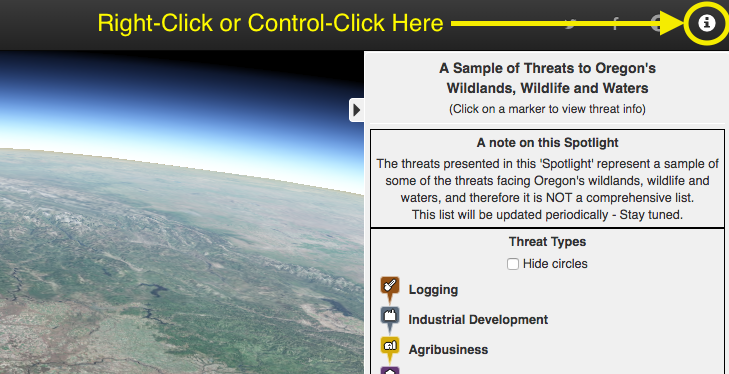 Right-Click or Control-Click Here
A Sample of Threats to Oregon's
Wildlands, Wildlife and Waters
(Click on a marker to view threat info)
A note on this Spotlight
The threats presented in this 'Spotlight' represent a sample of
some of the threats facing Oregon's wildlands, wildlife and
waters, and therefore it is NOT a comprehensive list.
This list will be updated periodically - Stay tuned.
Threat Types
Hide circles
Logging
Industrial Development
Agribusiness